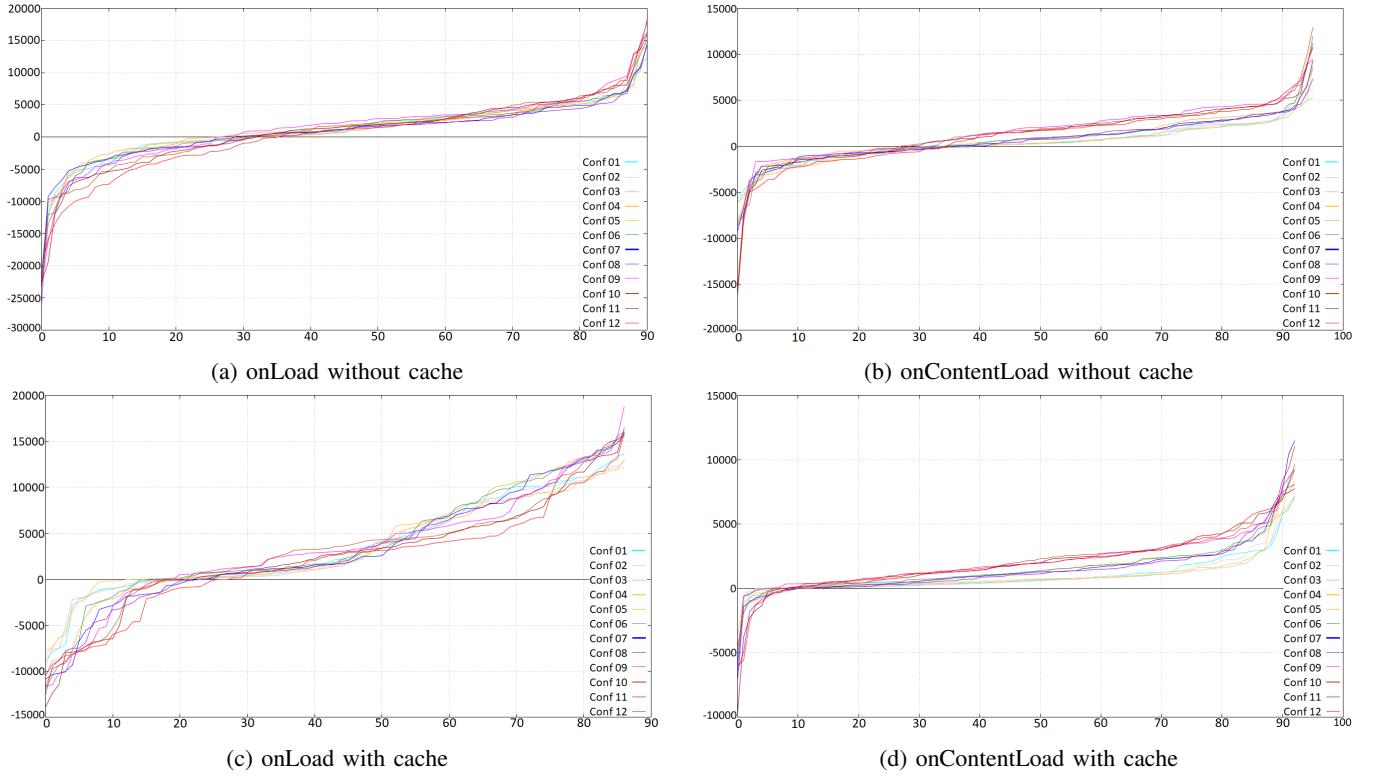 20000
15000
10000
5000
0
-5000
-10000
-15000
-20000
-25000
-30000
0 10 20 30 40 50 60 70 80 90
Conf 01
Conf 02
Conf 03
Conf 04
Conf 05
Conf 06
Conf 07
Conf 08
Conf 09
Conf 10
Conf 11
Conf 12
(a) onLoad without cache
15000
10000
5000
0
-5000
-10000
-15000
-20000
0 10 20 30 40 50 60 70 80 90 100
Conf 01
Conf 02
Conf 03
Conf 04
Conf 05
Conf 06
Conf 07
Conf 08
Conf 09
Conf 10
Conf 11
Conf 12
(b) onContentLoad without cache
20000
15000
10000
5000
0
-5000
-10000
-15000
0 10 20 30 40 50 60 70 80 90
Conf 01
Conf 02
Conf 03
Conf 04
Conf 05
Conf 06
Conf 07
Conf 08
Conf 09
Conf 10
Conf 11
Conf 12
(c) onLoad with cache
15000
10000
5000
0
-5000
-10000
0 10 20 30 40 50 60 70 80 90 100
Conf 01
Conf 02
Conf 03
Conf 04
Conf 05
Conf 06
Conf 07
Conf 08
Conf 09
Conf 10
Conf 11
Conf 12
(d) onContentLoad with cache